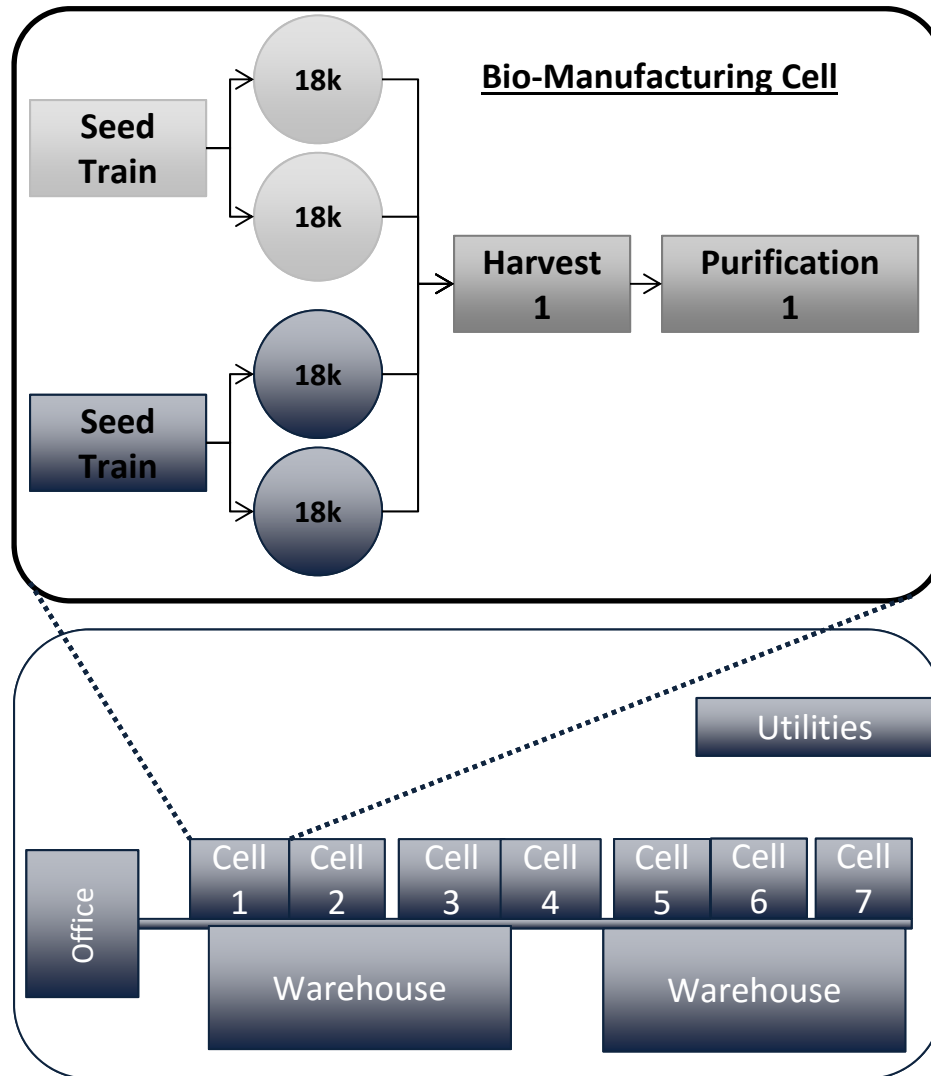 Bio-Manufacturing Cell
18k
Seed
Train
18k
Harvest
1
Purification
1
18k
Seed
Train
18k
Utilities
Office
Cell
1
Cell
2
Cell
3
Cell
4
Cell
5
Cell
6
Cell
7
Warehouse
Warehouse